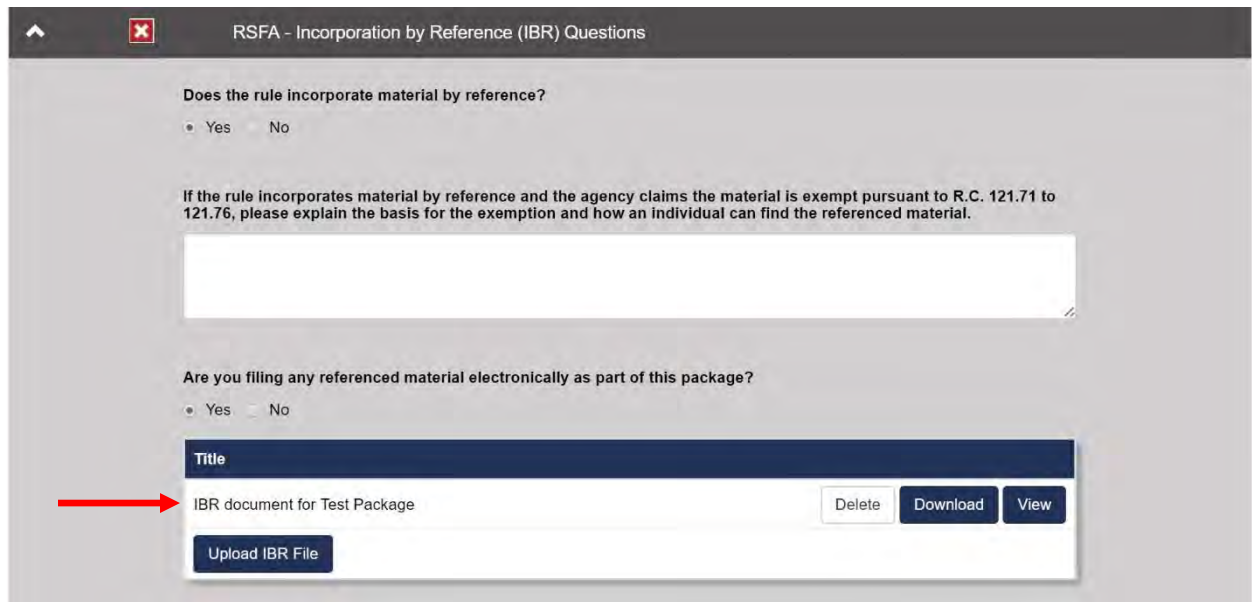 RSFA - Incorporation by Reference (IBR) Questions
Does the rule incorporate material by reference?
Yes No
If the rule incorporates material by reference and the agency claims the material is exempt pursuant to R.C. 121.71 to
121.76, please explain the basis for the exemption and how an individual can find the referenced material.
Are you filing any referenced material electronically as part of this package?
Yes No
Title
IBR document for Test Package Delete Download View
Upload IBR File